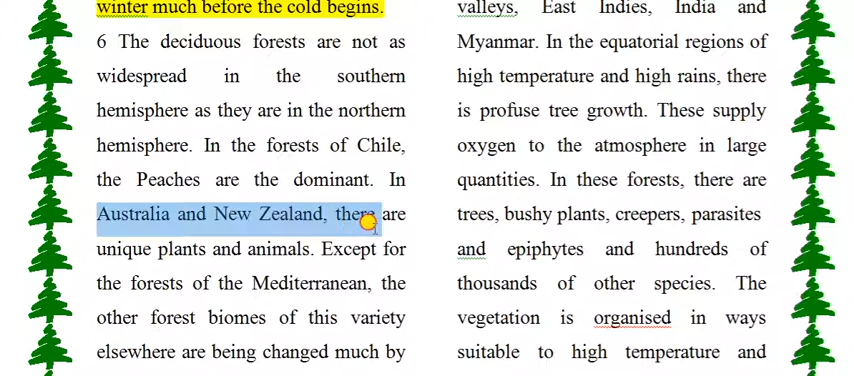 winter much before the cold begins.
6 The deciduous forests are not as
widespread in the southern
hemisphere as they are in the northern
hemisphere. In the forests of Chile,
the Peaches are the dominant. In
Australia and New Zealand, there are
unique plants and animals. Except for
the forests of the Mediterranean, the
other forest biomes of this variety
elsewhere are being changed much by
valleys, East Indies, India and
Myanmar. In the equatorial regions of
high temperature and high rains, there
is profuse tree growth. These supply
oxygen to the atmosphere in large
quantities. In these forests, there are
trees, bushy plants, creepers, parasites
and epiphytes and hundreds of
thousands of other species. The
vegetation is organised in ways
suitable to high temperature and